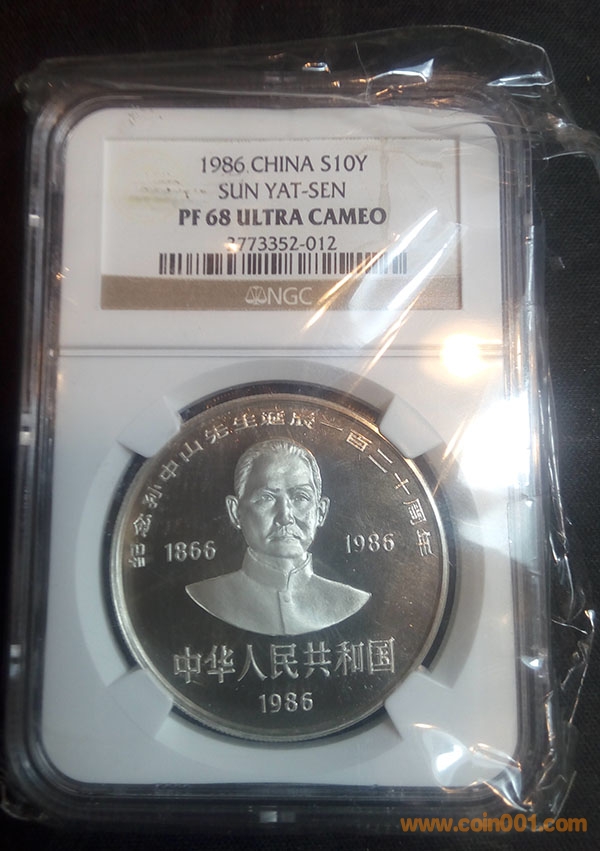 1986 CHINA S10Y
SUN YAT-SEN
PF 68 ULTRA CAMEO
3773352-012
NGC
纪念孙中山先生诞辰一百二十周年
1866 1986
中华人民共和国
1986
www.coin001.com